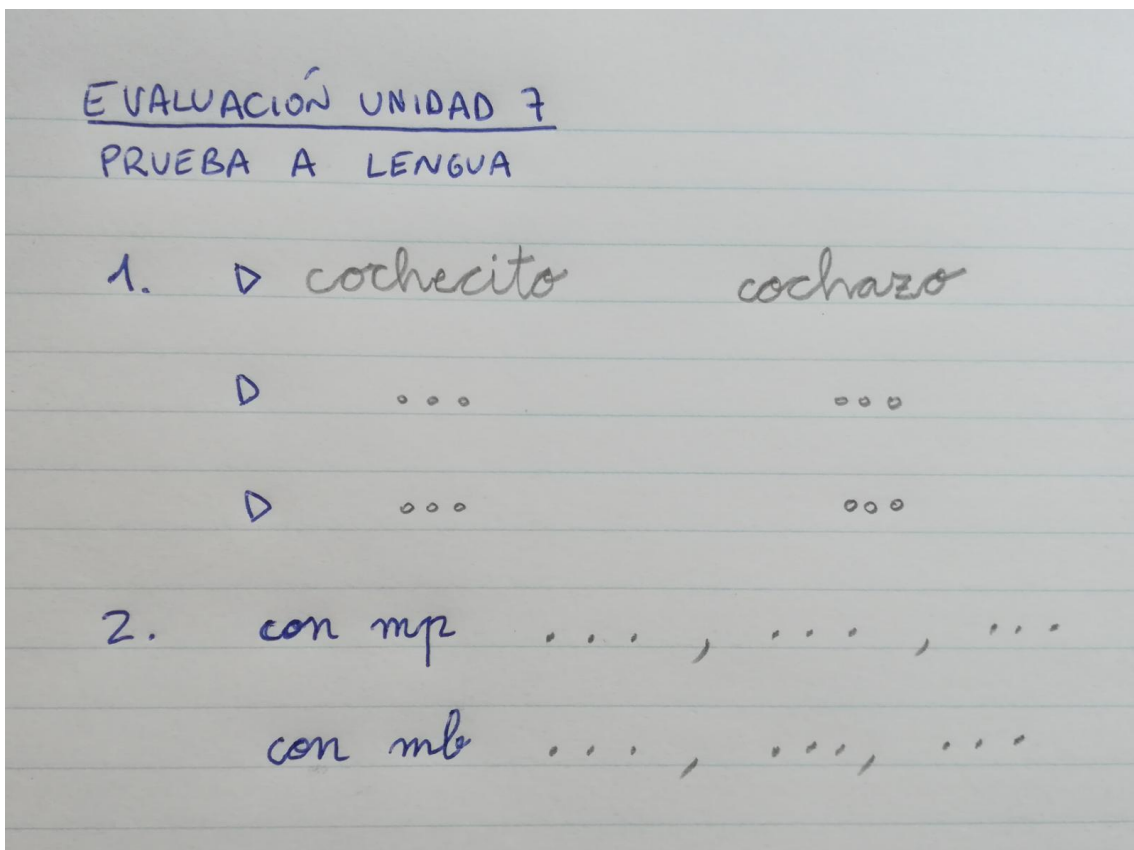 EVALUACIÓN UNIDAD 7
PRUEBA A LENGUA
1. ▷ cochecito cochazo
▷ ... ...
▷ ... ...
2. con mp ..., ..., ...
con mb ..., ..., ...